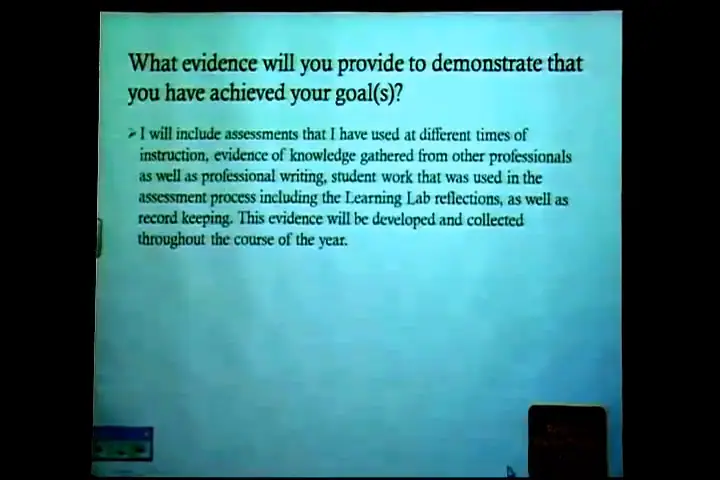 What evidence will you provide to demonstrate that
you have achieved your goal(s)?
➢ I will include assessments that I have used at different times of
instruction, evidence of knowledge gathered from other professionals
as well as professional writing, student work that was used in the
assessment process including the Learning Lab reflections, as well as
record keeping. This evidence will be developed and collected
throughout the course of the year.